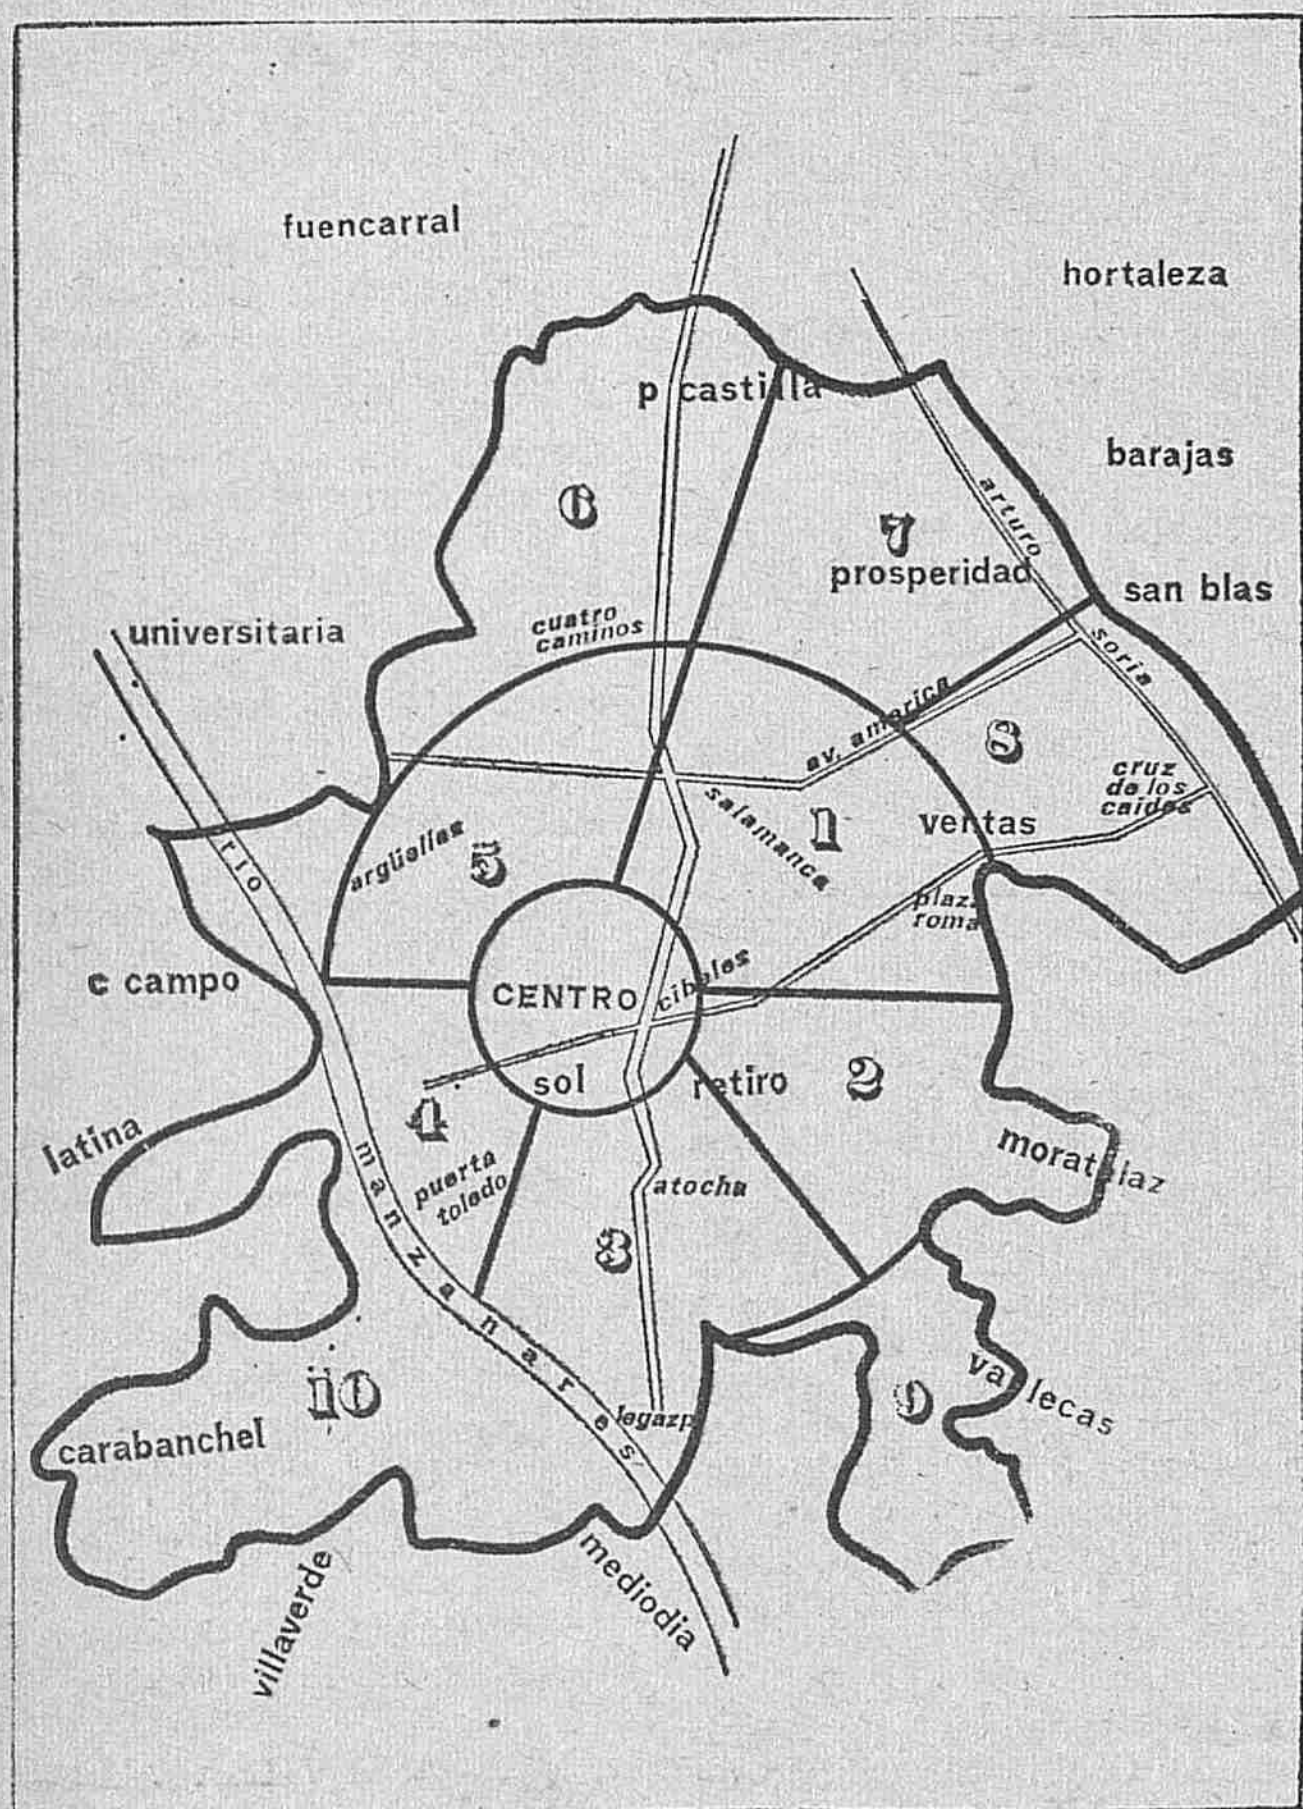 fuencarral
hortaleza
p castilla
barajas
6
7
arturo
prosperidad
san blas
cuatro
caminos
universitaria
soria
av. america
8
cruz
de los
caidos
salamanca
1
ventas
argüelles
5
rio
plaza
roma
c campo
CENTRO
cibeles
sol
retiro
2
4
latina
moratalaz
puerta
toledo
atocha
manzanares
3
10
9
vallecas
carabanchel
legazpi
villaverde
mediodia